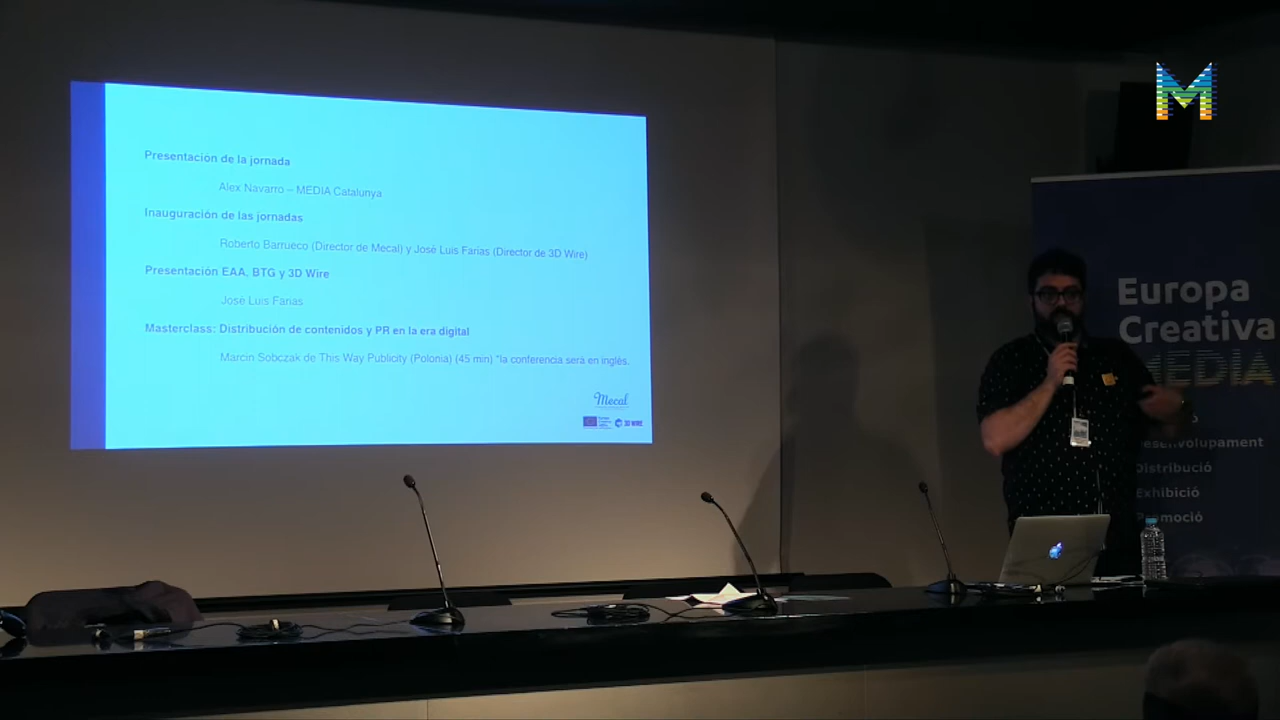 Presentación de la jornada
Alex Navarro – MEDIA Catalunya
Inauguración de las jornadas
Roberto Barrueco (Director de Mecal) y José Luis Farias (Director de 3D Wire)
Presentación EAA, BTG y 3D Wire
José Luis Farias
Masterclass: Distribución de contenidos y PR en la era digital
Marcin Sobczak de This Way Publicity (Polonia) (45 min) *la conferencia será en inglés.
Mecal
3D WIRE
M
Europa
Creativa
MEDIA
Desenvolupament
Distribució
Exhibició
Promoció